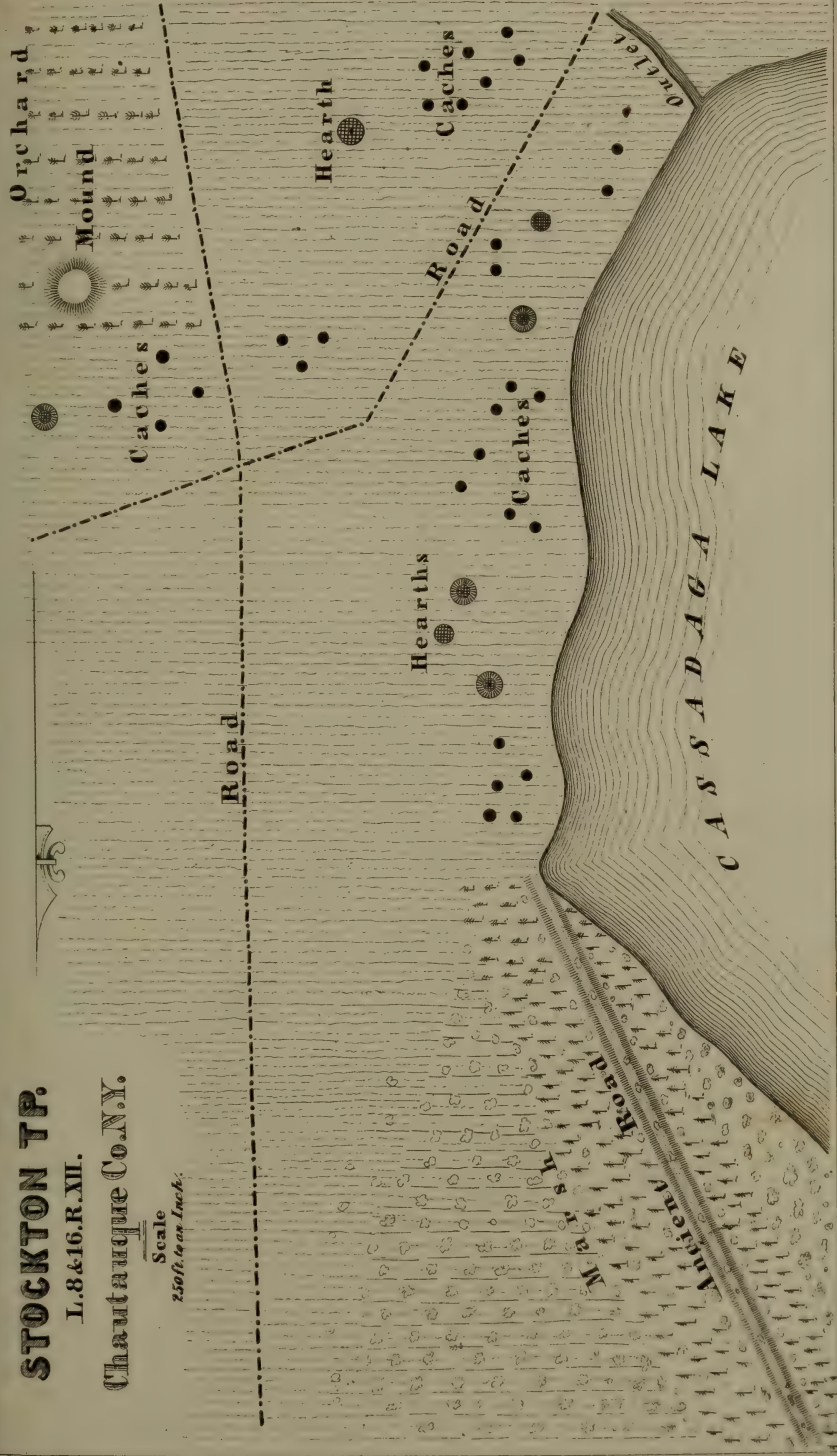 STOCKTON TP.
L.8.&16.R.XII.
Chautauque Co. N.Y.
Scale
250 ft. to an Inch.
Orchard
Mound
Caches
Hearth
Caches
Road
Outlet
Road
Hearths
Caches
Marsh
Ancient Road
CASSADAGA LAKE